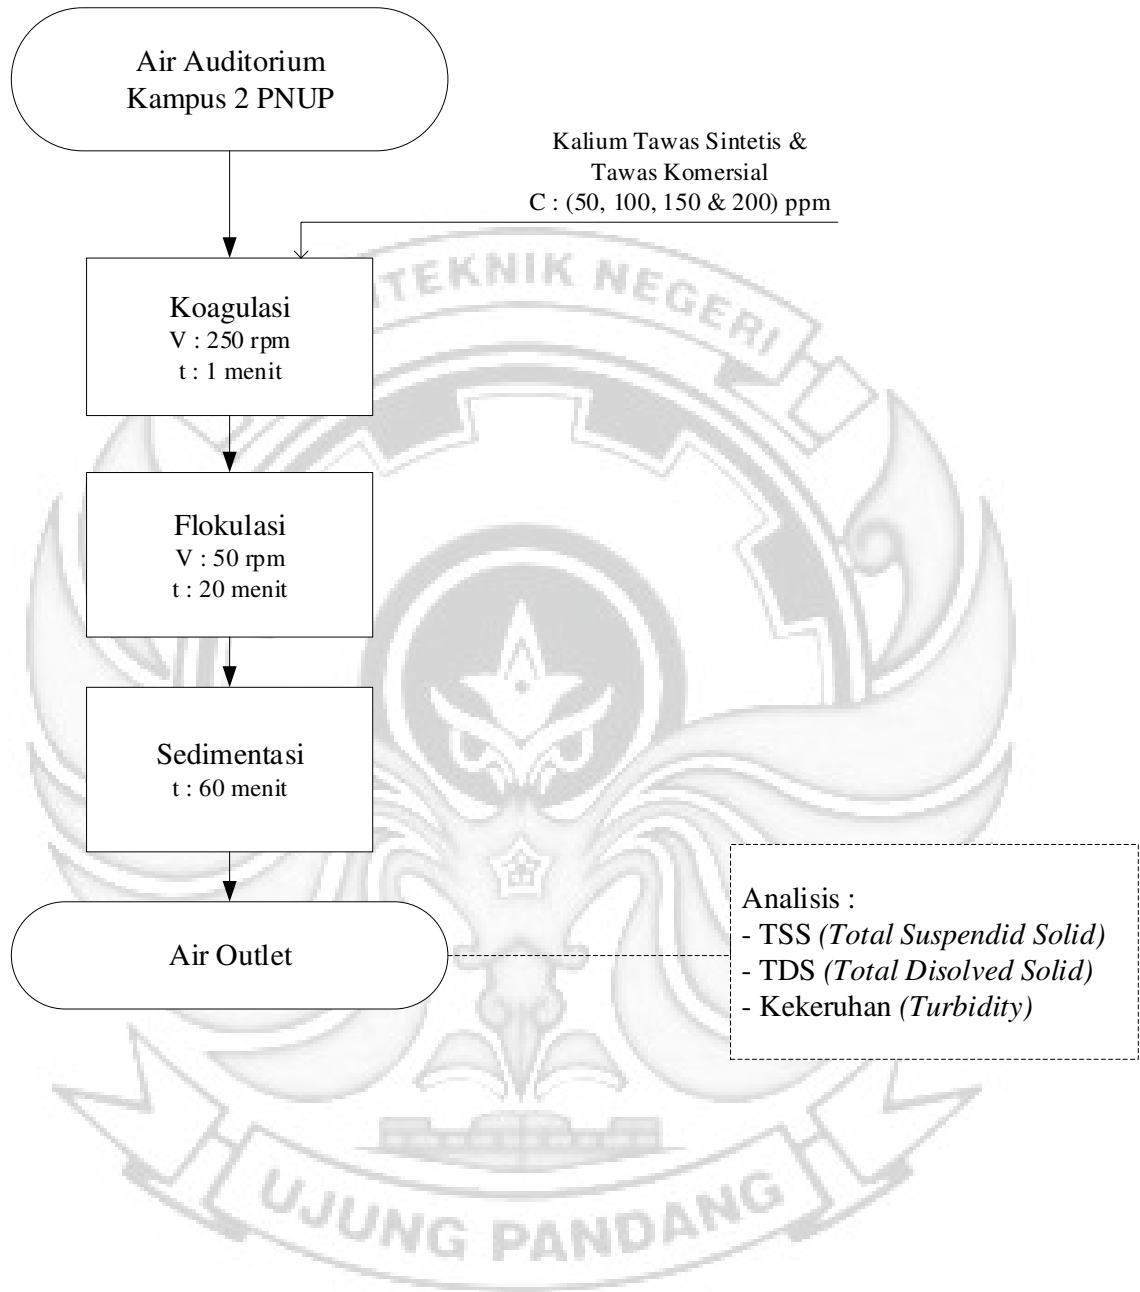 Air Auditorium
Kampus 2 PNUP
Kalium Tawas Sintetis &
Tawas Komersial
C : (50, 100, 150 & 200) ppm
TEKNIK NEGERI
Koagulasi
V : 250 rpm
t : 1 menit
Flokulasi
V : 50 rpm
t : 20 menit
Sedimentasi
t : 60 menit
Air Outlet
Analisis :
- TSS (Total Suspendid Solid)
- TDS (Total Disolved Solid)
- Kekeruhan (Turbidity)
UJUNG PANDANG